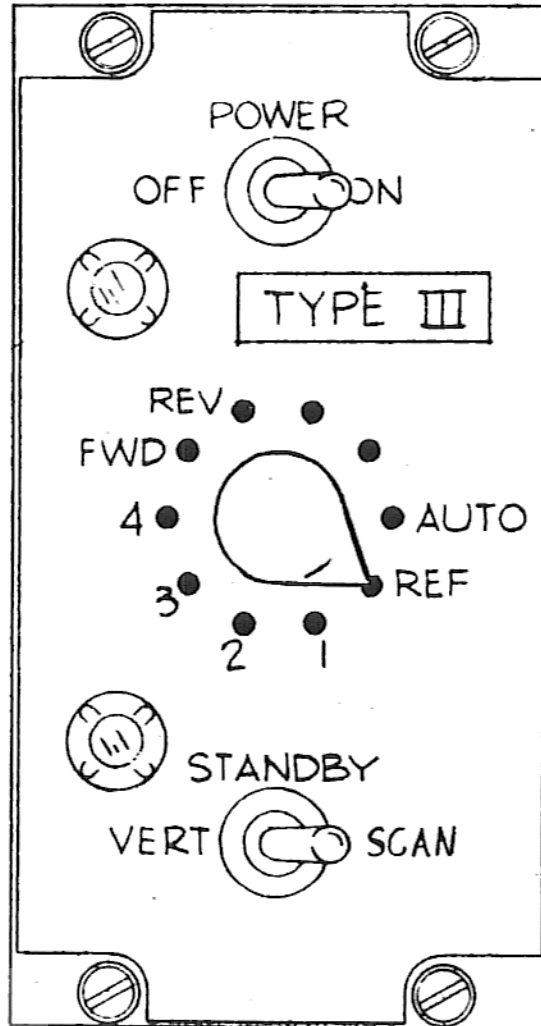 POWER
OFF ON
TYPE III
REV
FWD
4 AUTO
3 REF
2 1
STANDBY
VERT SCAN